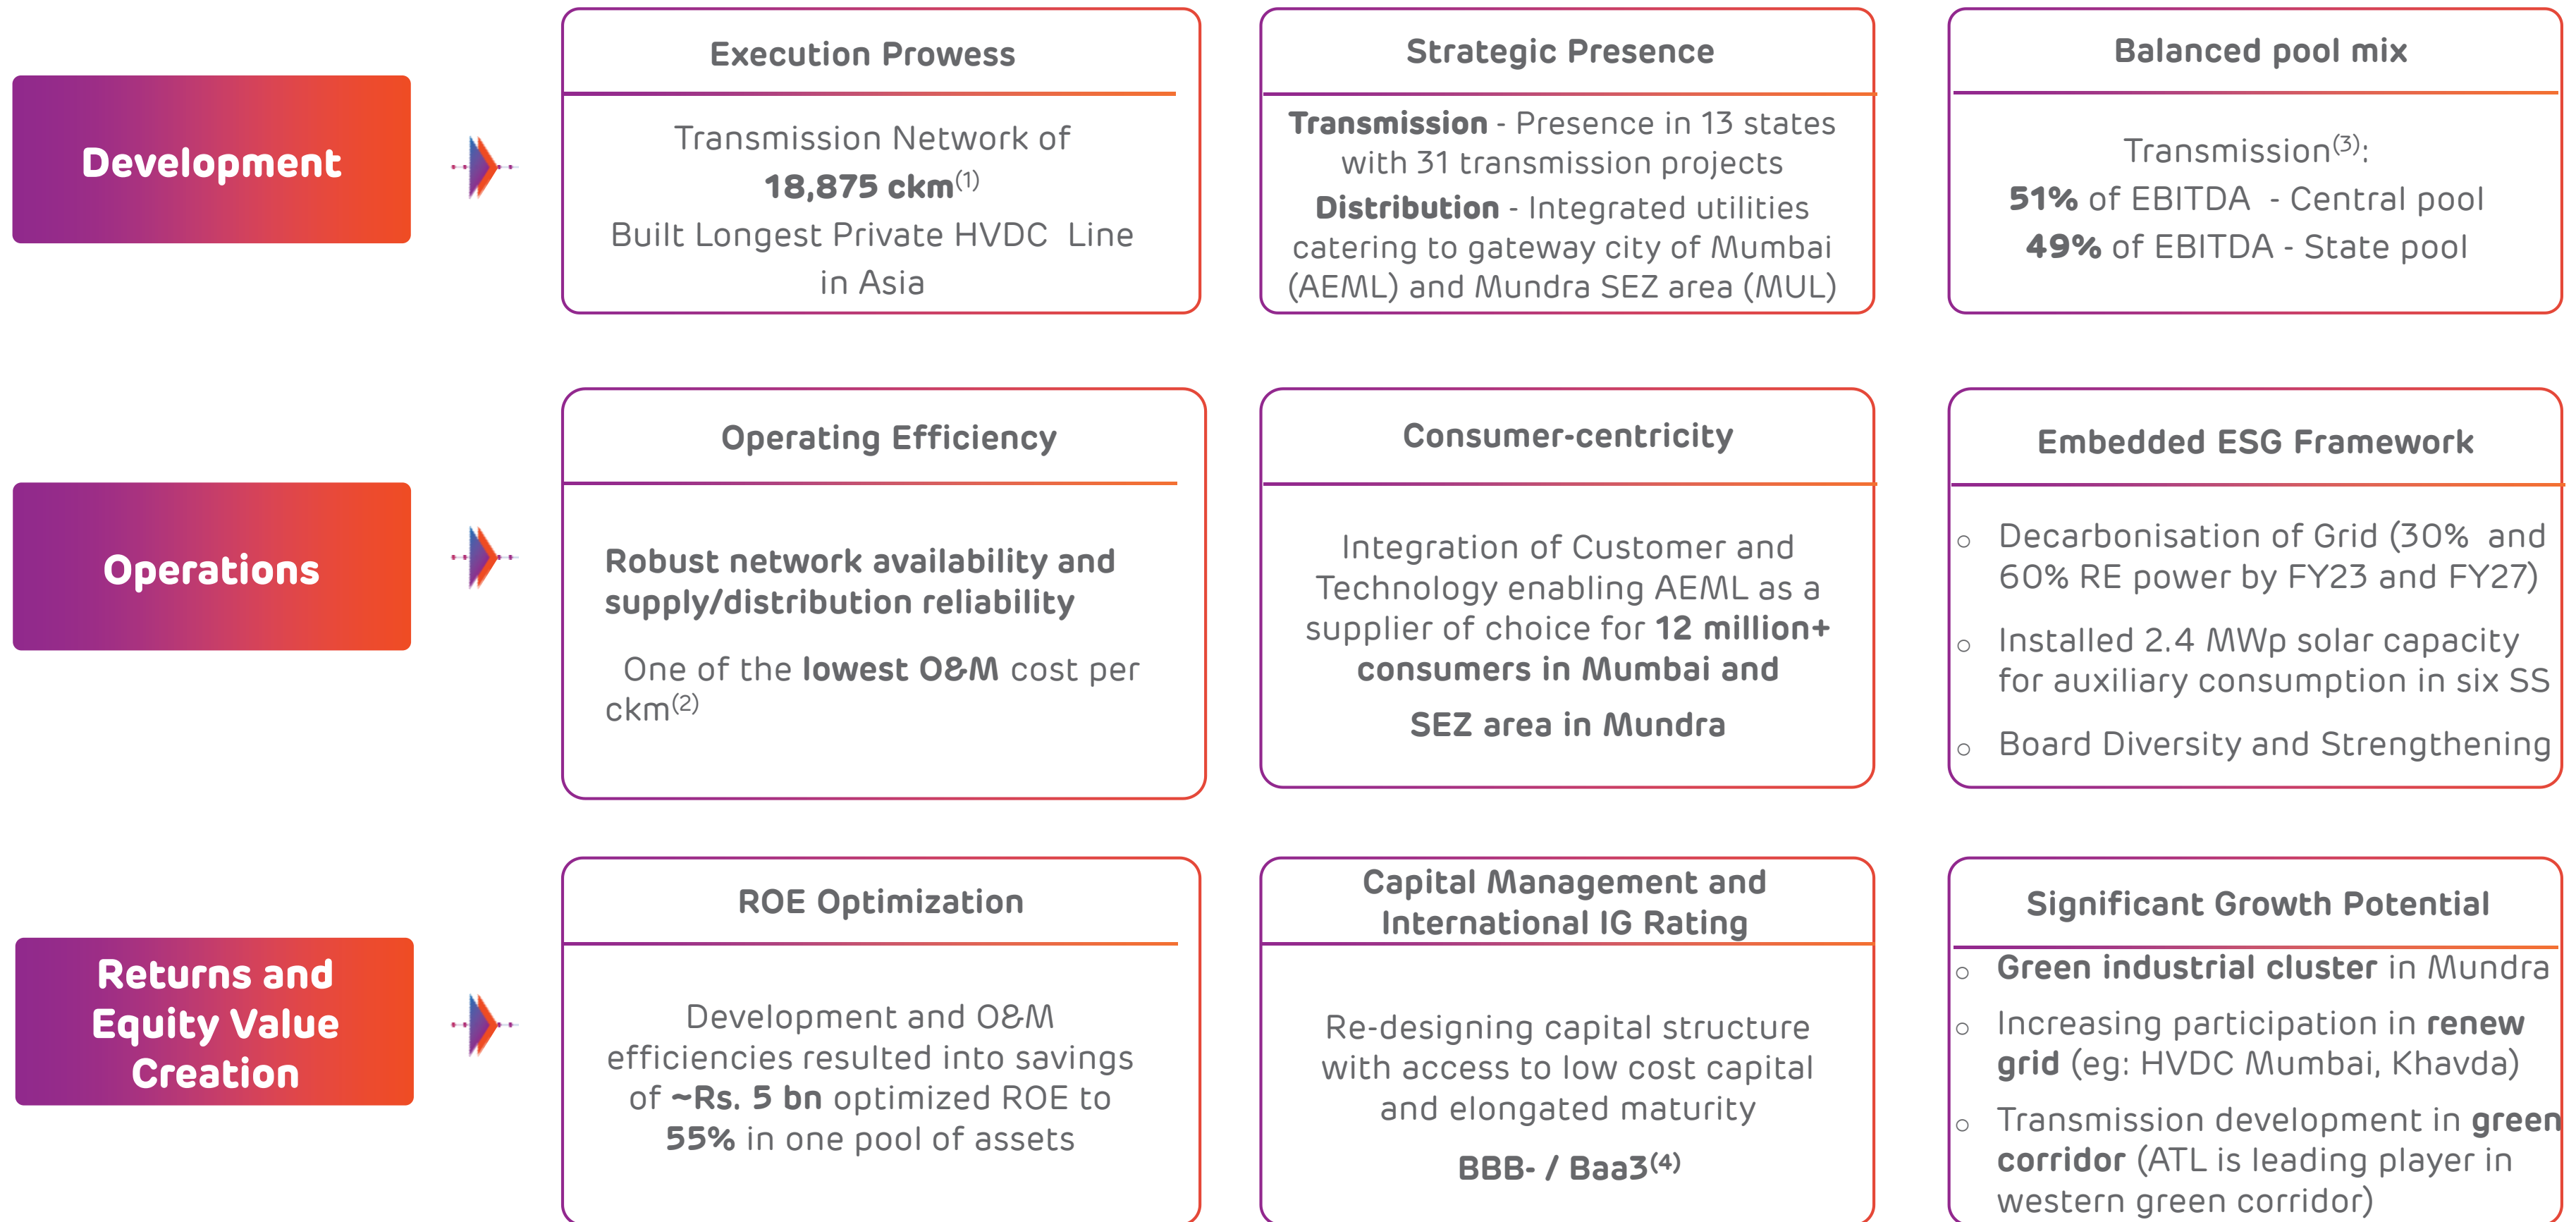 Development
Execution Prowess
Transmission Network of
18,875 ckm(1)
Built Longest Private HVDC Line
in Asia
Strategic Presence
Transmission - Presence in 13 states
with 31 transmission projects
Distribution - Integrated utilities
catering to gateway city of Mumbai
(AEML) and Mundra SEZ area (MUL)
Balanced pool mix
Transmission(3):
51% of EBITDA - Central pool
49% of EBITDA - State pool
Operations
Operating Efficiency
Robust network availability and
supply/distribution reliability
One of the lowest O&M cost per
ckm(2)
Consumer-centricity
Integration of Customer and
Technology enabling AEML as a
supplier of choice for 12 million+
consumers in Mumbai and
SEZ area in Mundra
Embedded ESG Framework
○ Decarbonisation of Grid (30% and
60% RE power by FY23 and FY27)
○ Installed 2.4 MWp solar capacity
for auxiliary consumption in six SS
○ Board Diversity and Strengthening
Returns and
Equity Value
Creation
ROE Optimization
Development and O&M
efficiencies resulted into savings
of ~Rs. 5 bn optimized ROE to
55% in one pool of assets
Capital Management and
International IG Rating
Re-designing capital structure
with access to low cost capital
and elongated maturity
BBB- / Baa3(4)
Significant Growth Potential
○ Green industrial cluster in Mundra
○ Increasing participation in renew
grid (eg: HVDC Mumbai, Khavda)
○ Transmission development in green
corridor (ATL is leading player in
western green corridor)